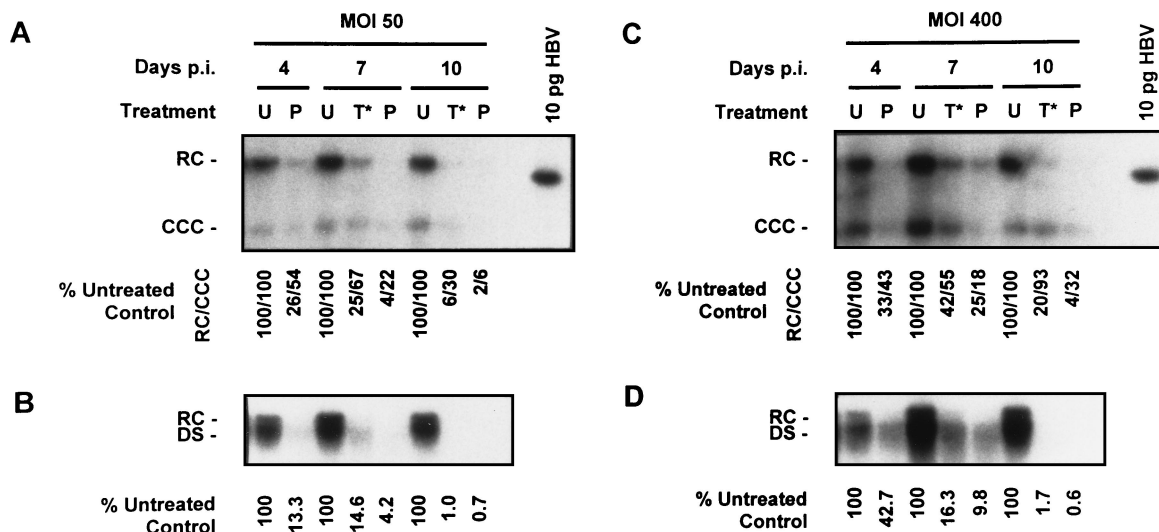 A
MOI 50
Days p.i. 4 7 10
Treatment U P U T* P U T* P
10 pg HBV
RC -
CCC -
% Untreated
Control
RC/CCC
100/100 26/54 100/100 25/67 4/22 100/100 6/30 2/6
B
RC -
DS -
% Untreated
Control
100 13.3 100 14.6 4.2 100 1.0 0.7
C
MOI 400
Days p.i. 4 7 10
Treatment U P U T* P U T* P
10 pg HBV
RC -
CCC -
% Untreated
Control
RC/CCC
100/100 33/43 100/100 42/55 25/18 100/100 20/93 4/32
D
RC -
DS -
% Untreated
Control
100 42.7 100 16.3 9.8 100 1.7 0.6